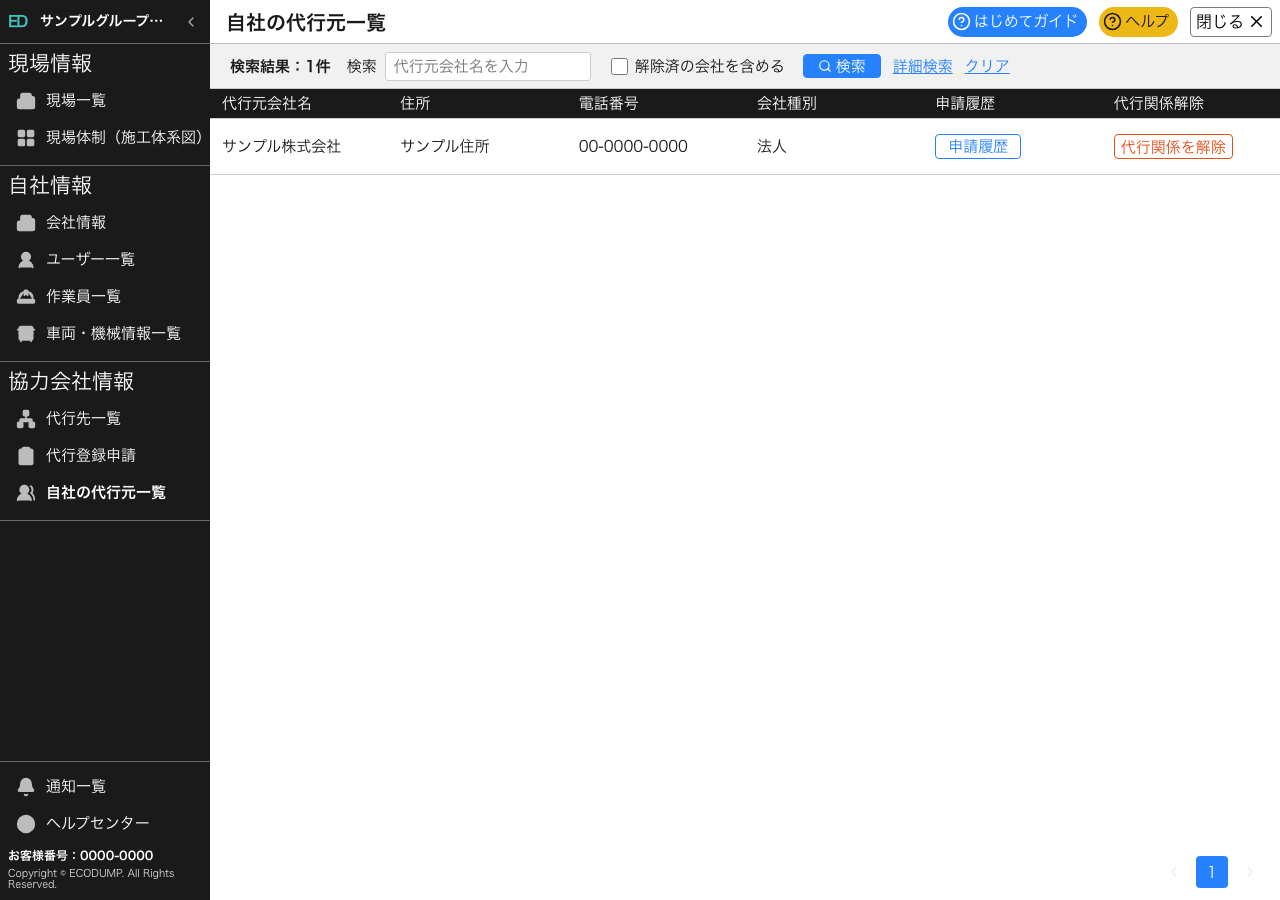 サンプルグループ…
現場情報
現場一覧
現場体制（施工体系図）
自社情報
会社情報
ユーザー一覧
作業員一覧
車両・機械情報一覧
協力会社情報
代行先一覧
代行登録申請
自社の代行元一覧
通知一覧
ヘルプセンター
お客様番号：0000-0000
Copyright © ECODUMP. All Rights
Reserved.
自社の代行元一覧
はじめてガイド ヘルプ 閉じる
検索結果：1件 検索 代行元会社名を入力 解除済の会社を含める 検索 詳細検索 クリア
代行元会社名 住所 電話番号 会社種別 申請履歴 代行関係解除
サンプル株式会社 サンプル住所 00-0000-0000 法人 申請履歴 代行関係を解除
1